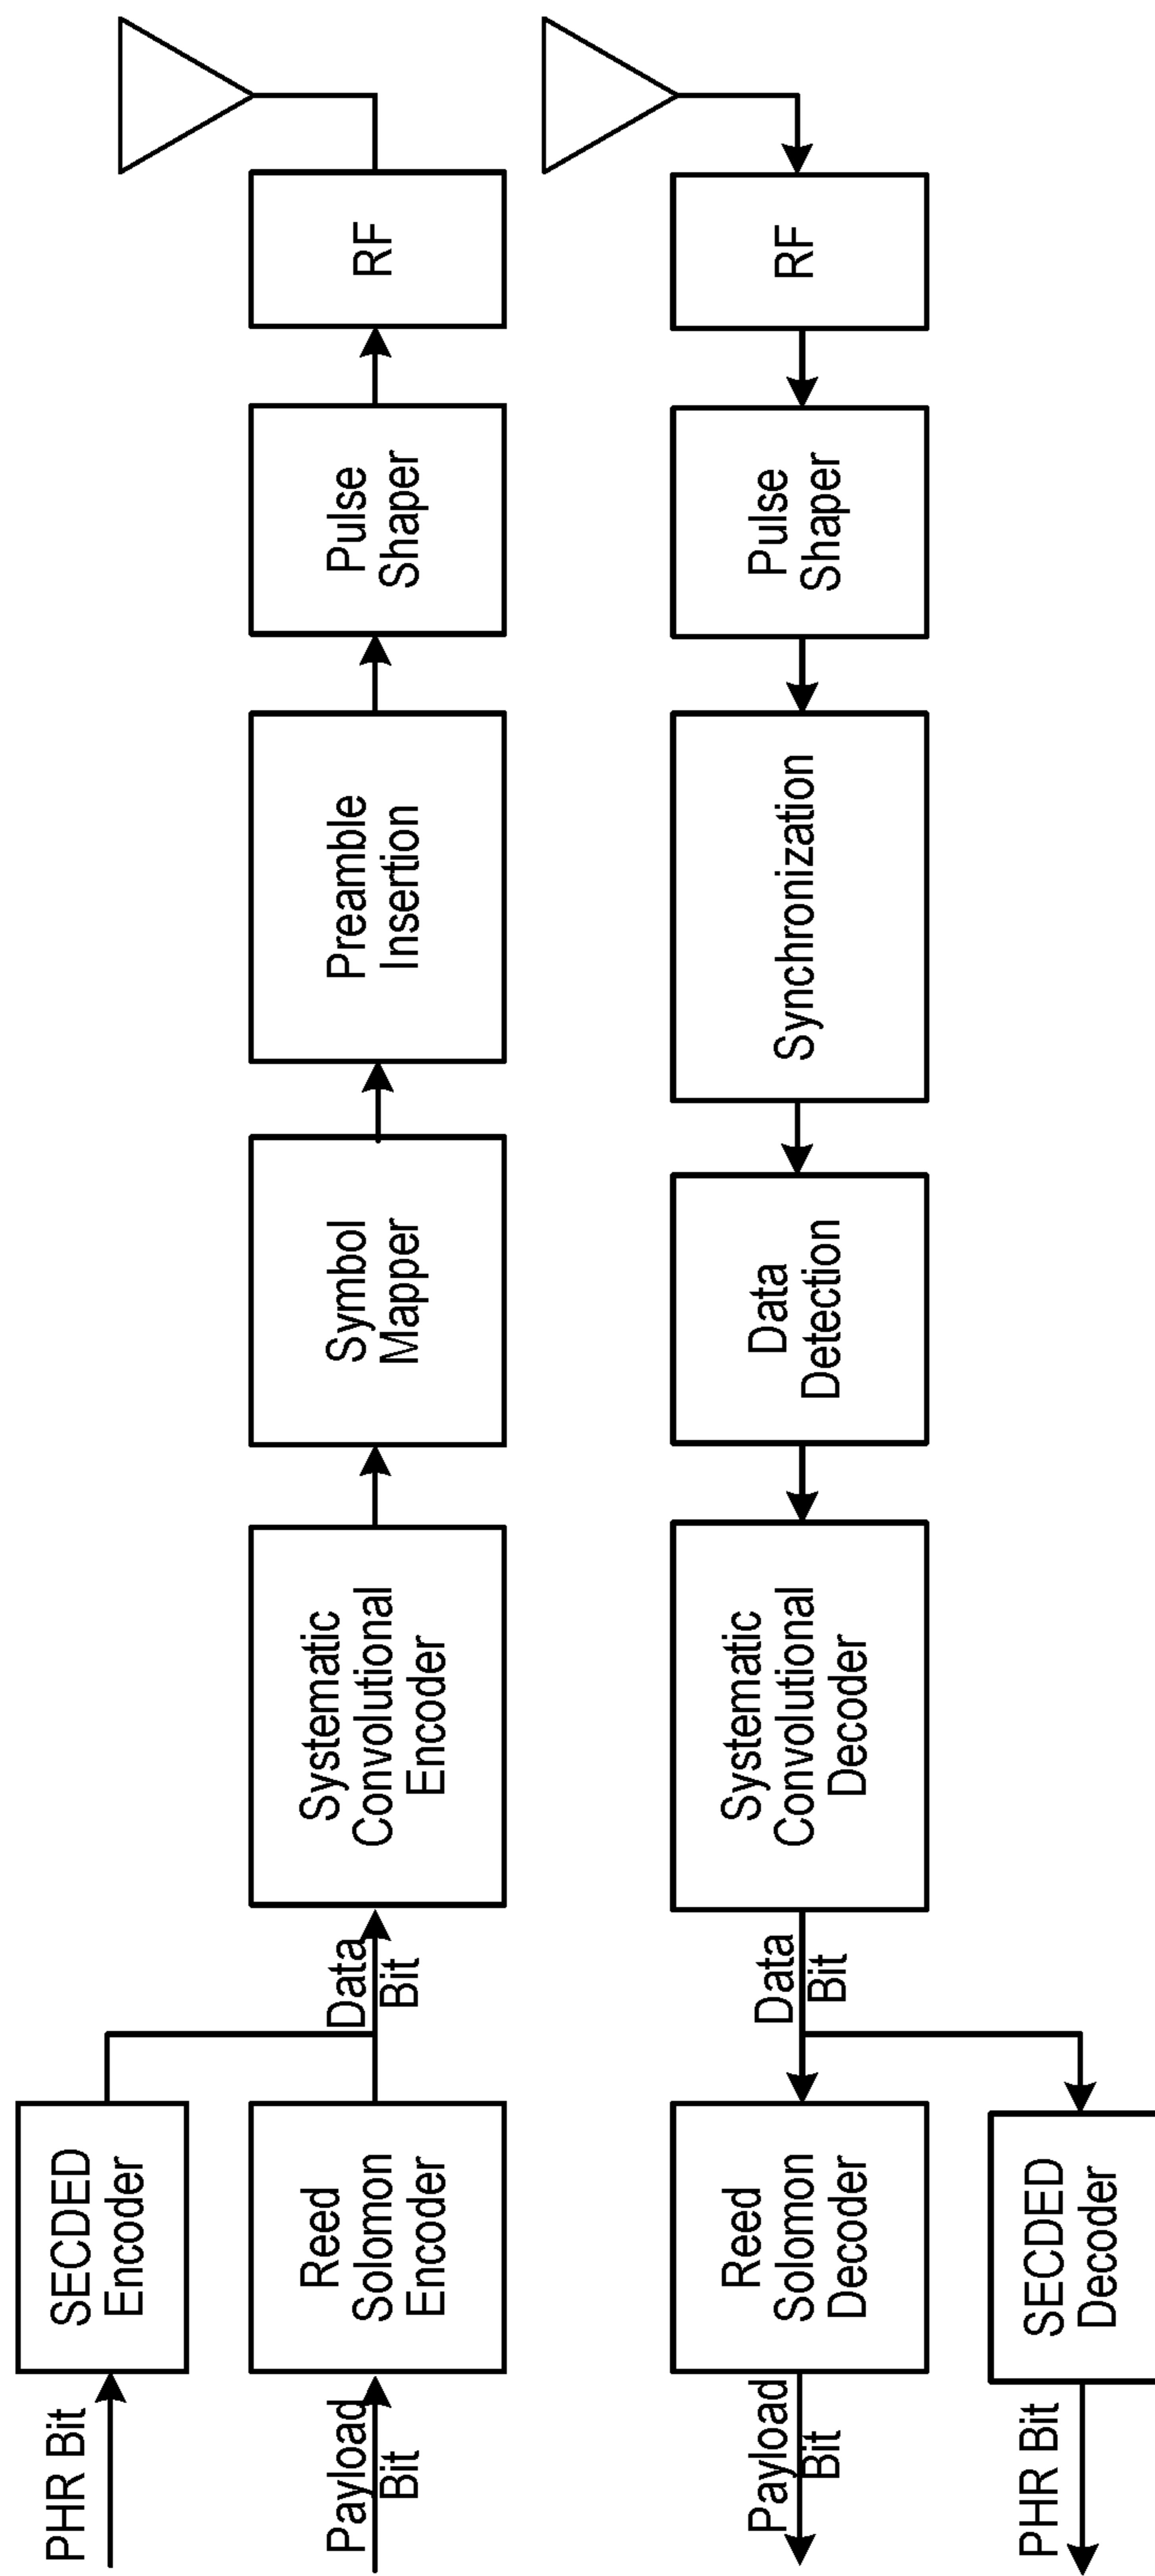 PHR Bit
SECDED
Encoder
Payload
Bit
Reed
Solomon
Encoder
Data
Bit
Systematic
Convolutional
Encoder
Symbol
Mapper
Preamble
Insertion
Pulse
Shaper
RF
RF
Pulse
Shaper
Synchronization
Data
Detection
Systematic
Convolutional
Decoder
Data
Bit
Reed
Solomon
Decoder
Payload
Bit
SECDED
Decoder
PHR Bit